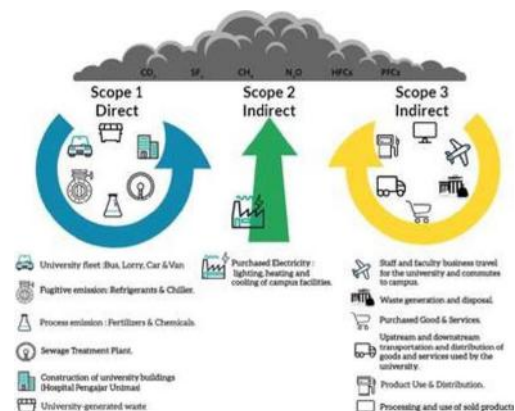 CO₂ SF₆ CH₄ N₂O HFCs PFCs
Scope 1
Direct
Scope 2
Indirect
Scope 3
Indirect
University fleet :Bus, Lorry, Car & Van
Fugitive emission: Refrigerants & Chiller.
Process emission : Fertilizers & Chemicals.
Sewage Treatment Plant.
Construction of university buildings
(Hospital Pengajar Unimas)
University-generated waste
Purchased Electricity :
lighting, heating and
cooling of campus facilities.
Staff and faculty business travel
for the university and commutes
to campus.
Waste generation and disposal.
Purchased Good & Services.
Upstream and downstream
transportation and distribution of
goods and services used by the
university.
Product Use & Distribution.
Processing and use of sold products